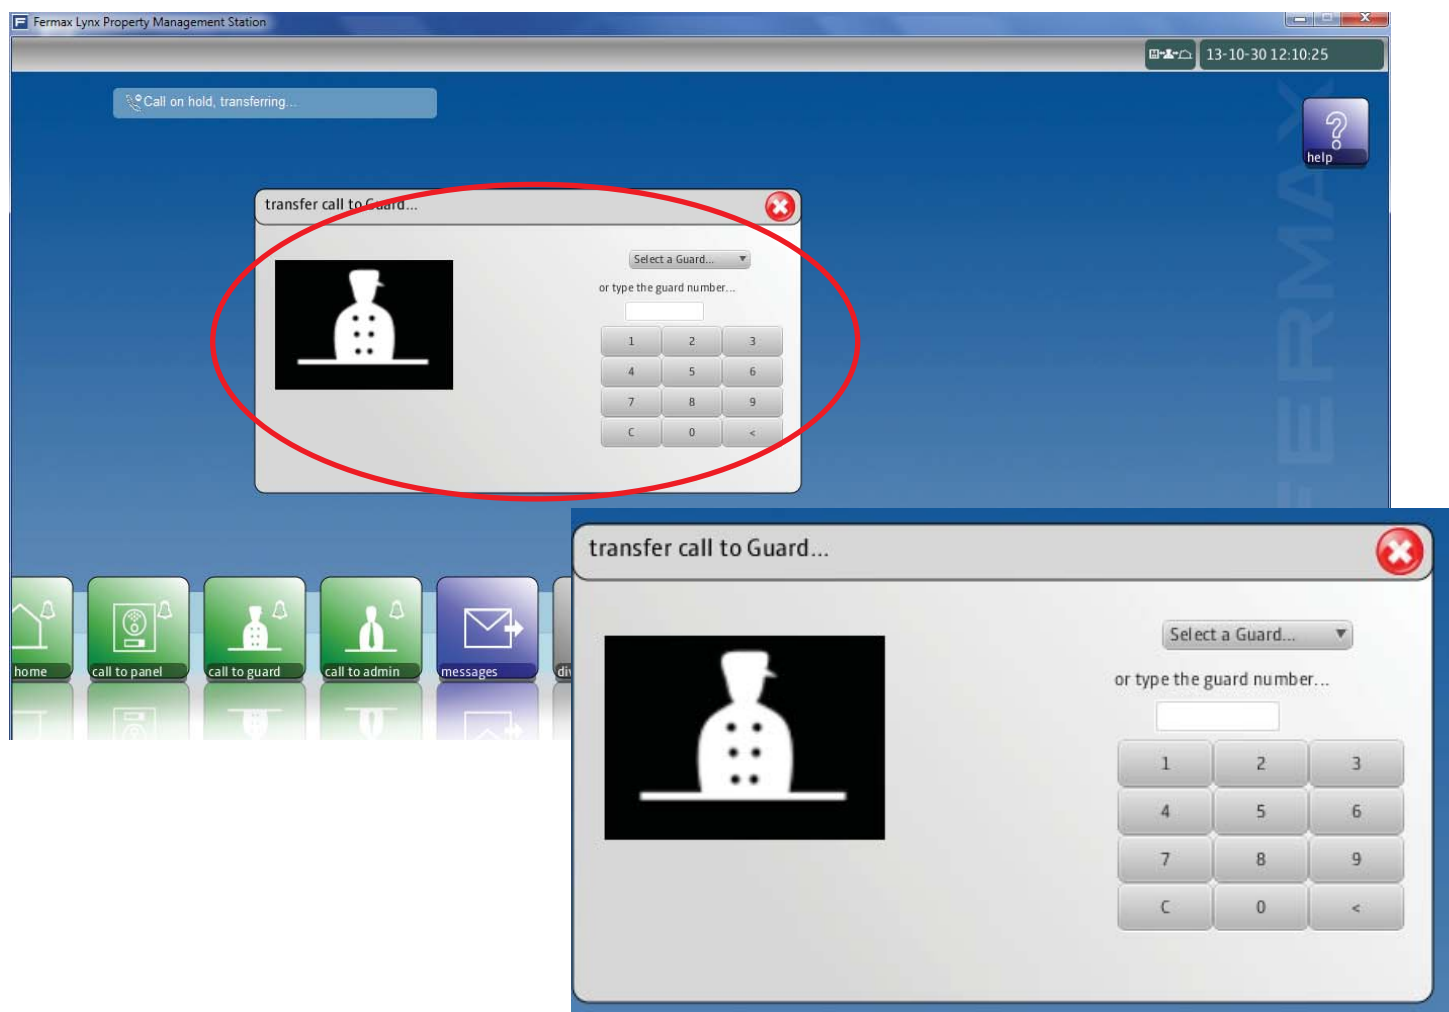 Fermax Lynx Property Management Station
13-10-30 12:10:25
Call on hold, transferring...
help
FERMAX
transfer call to Guard...
Select a Guard...
or type the guard number...
1 2 3
4 5 6
7 8 9
C 0 <
home
call to panel
call to guard
call to admin
messages
transfer call to Guard...
Select a Guard...
or type the guard number...
1 2 3
4 5 6
7 8 9
C 0 <